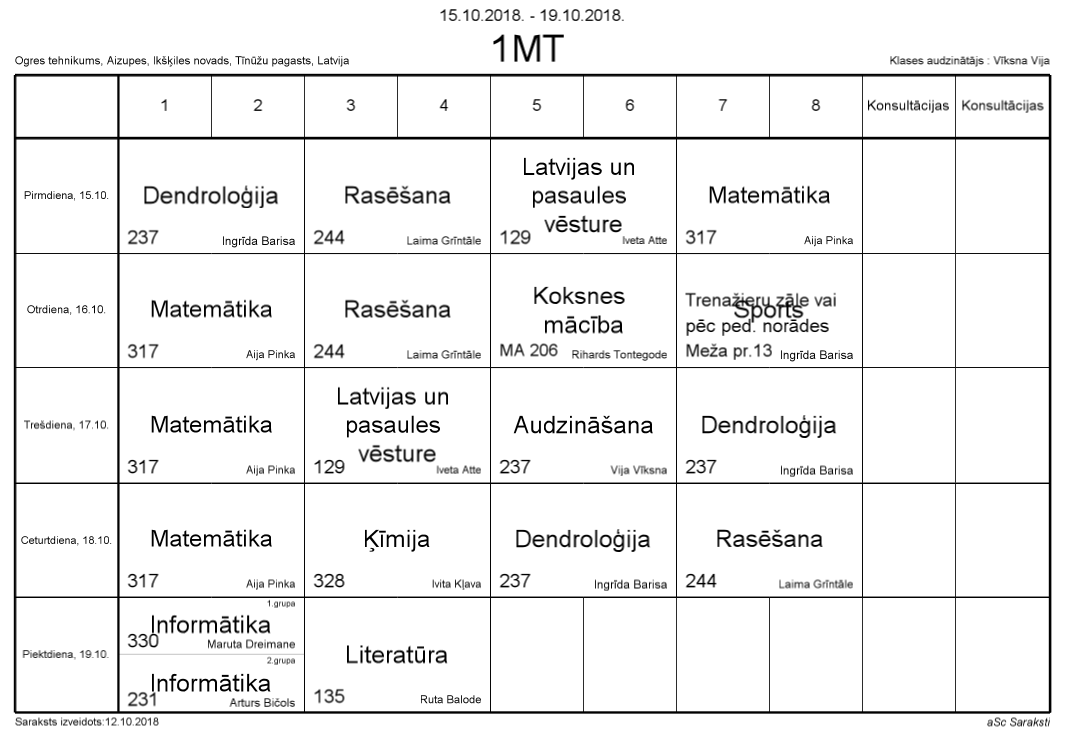 15.10.2018. - 19.10.2018.
1MT
Ogres tehnikums, Aizupes, Ikšķiles novads, Tīnūžu pagasts, Latvija
Klases audzinātājs : Vīksna Vija
1 2 3 4 5 6 7 8 Konsultācijas Konsultācijas
Pirmdiena, 15.10.
Dendroloģija
237 Ingrīda Barisa
Rasēšana
244 Laima Grīntāle
Latvijas un
pasaules
vēsture
129 Iveta Atte
Matemātika
317 Aija Pinka
Otrdiena, 16.10.
Matemātika
317 Aija Pinka
Rasēšana
244 Laima Grīntāle
Koksnes
mācība
MA 206 Rihards Tontegode
Sports
Trenažieru zāle vai
pēc ped. norādes
Meža pr.13 Ingrīda Barisa
Trešdiena, 17.10.
Matemātika
317 Aija Pinka
Latvijas un
pasaules
vēsture
129 Iveta Atte
Audzināšana
237 Vija Vīksna
Dendroloģija
237 Ingrīda Barisa
Ceturtdiena, 18.10.
Matemātika
317 Aija Pinka
Ķīmija
328 Ivita Kļava
Dendroloģija
237 Ingrīda Barisa
Rasēšana
244 Laima Grīntāle
Piektdiena, 19.10.
1.grupa
Informātika
330 Maruta Dreimane
2.grupa
Informātika
231 Arturs Bičols
Literatūra
135 Ruta Balode
Saraksts izveidots:12.10.2018
aSc Saraksti